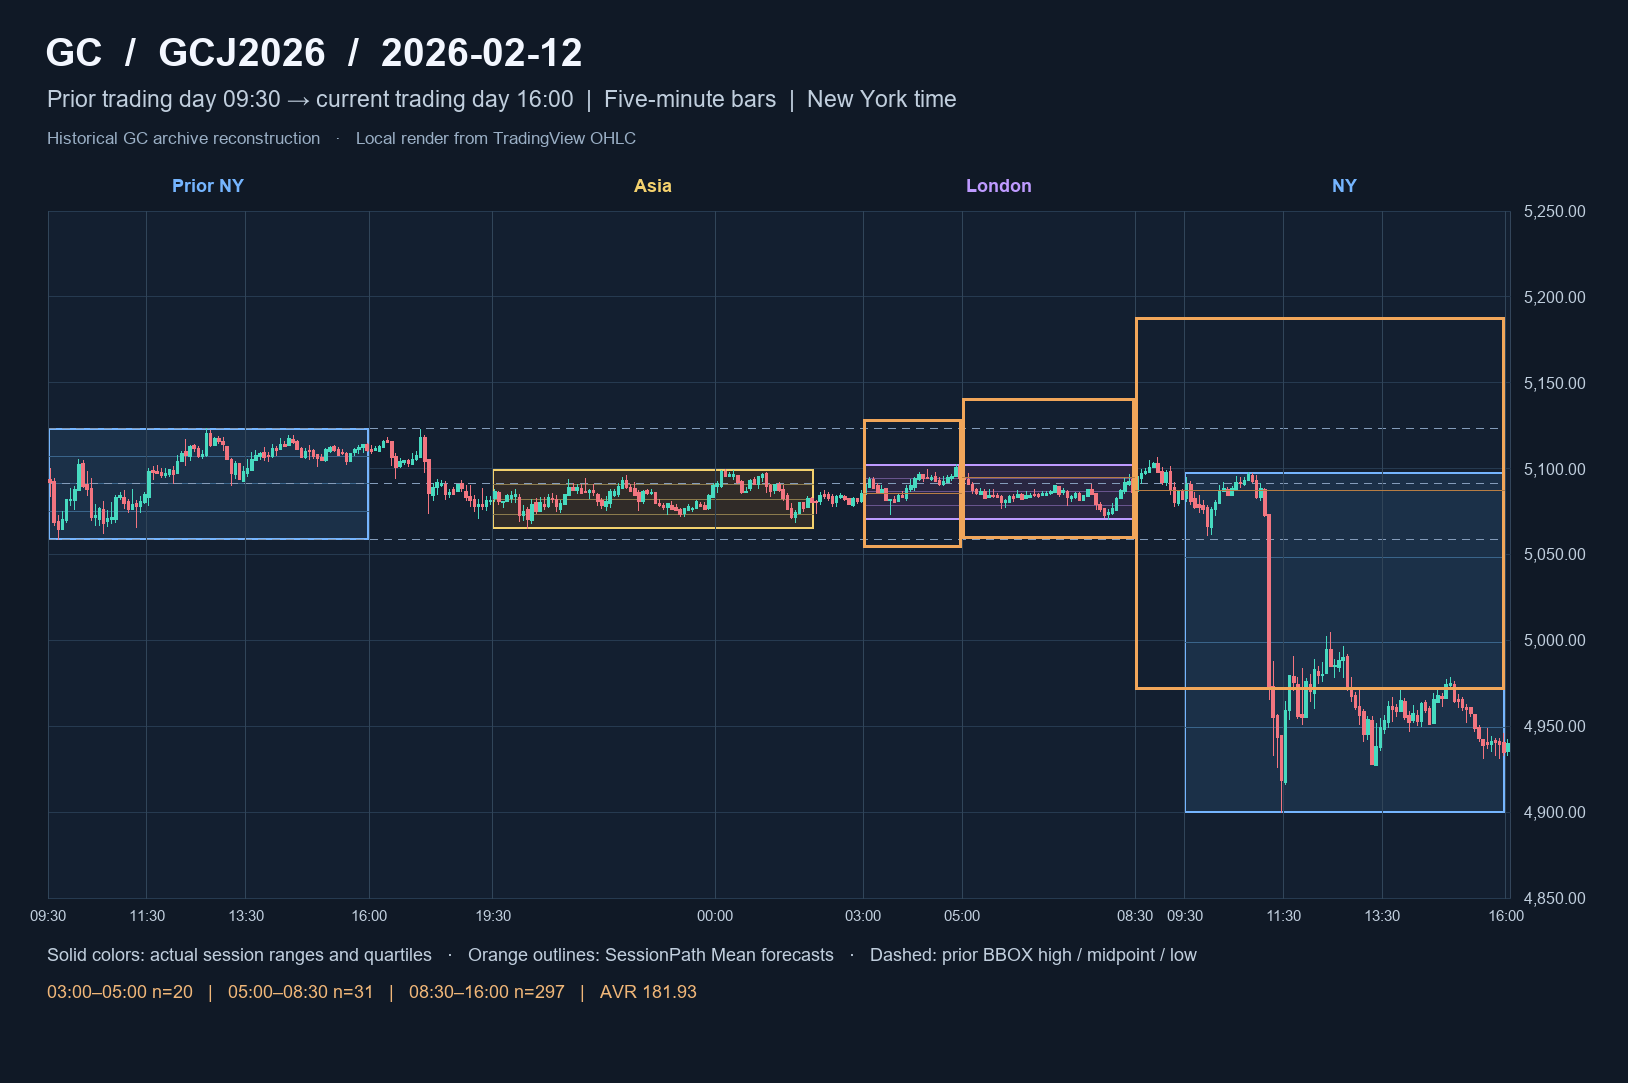 GC / GCJ2026 / 2026-02-12
Prior trading day 09:30 → current trading day 16:00 | Five-minute bars | New York time
Historical GC archive reconstruction · Local render from TradingView OHLC
Prior NY Asia London NY
5,250.00
5,200.00
5,150.00
5,100.00
5,050.00
5,000.00
4,950.00
4,900.00
4,850.00
09:30 11:30 13:30 16:00 19:30 00:00 03:00 05:00 08:30 09:30 11:30 13:30 16:00
Solid colors: actual session ranges and quartiles · Orange outlines: SessionPath Mean forecasts · Dashed: prior BBOX high / midpoint / low
03:00–05:00 n=20 | 05:00–08:30 n=31 | 08:30–16:00 n=297 | AVR 181.93